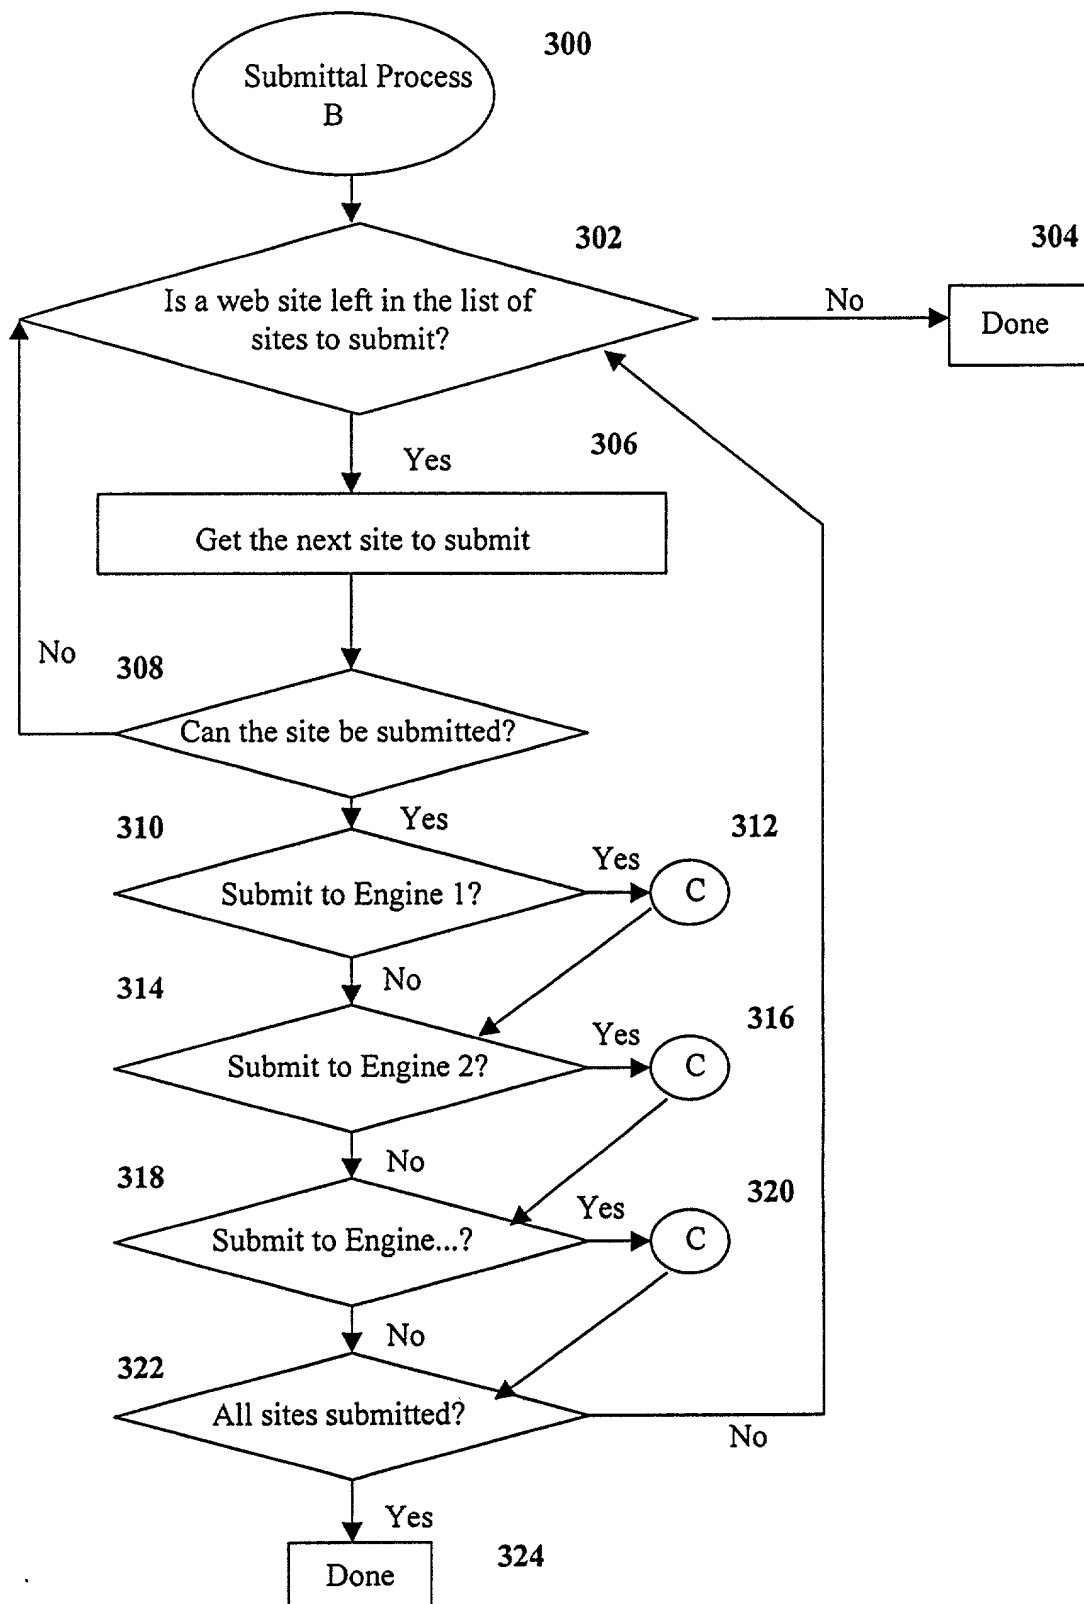 300
Submittal Process
B
302
304
Is a web site left in the list of
sites to submit?
No
Done
306
Yes
Get the next site to submit
No
308
Can the site be submitted?
310
Yes
312
Yes
Submit to Engine 1?
C
314
No
316
Yes
Submit to Engine 2?
C
318
No
320
Yes
Submit to Engine...?
C
322
No
All sites submitted?
No
Yes
324
Done